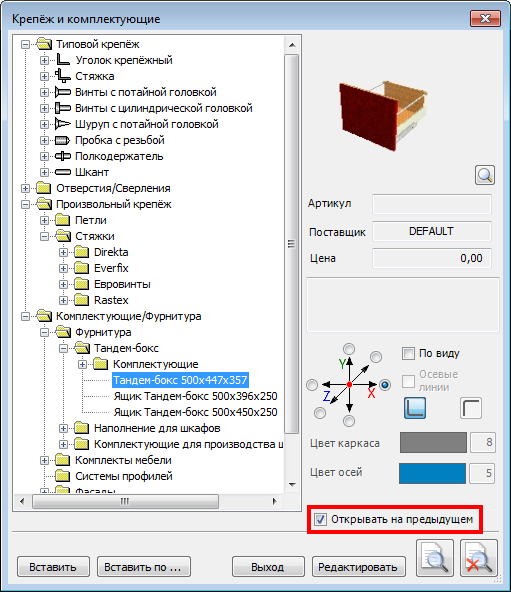 Крепёж и комплектующие
Типовой крепёж
Уголок крепёжный
Стяжка
Винты с потайной головкой
Винты с цилиндрической головкой
Шуруп с потайной головкой
Пробка с резьбой
Полкодержатель
Шкант
Отверстия/Сверления
Произвольный крепёж
Петли
Стяжки
Direkta
Everfix
Евровинты
Rastex
Комплектующие/Фурнитура
Фурнитура
Тандем-бокс
Комплектующие
Тандем-бокс 500х447х357
Ящик Тандем-бокс 500х396х250
Ящик Тандем-бокс 500х450х250
Наполнение для шкафов
Комплектующие для производства ш
Комплекты мебели
Системы профилей
Фасады
Артикул
Поставщик DEFAULT
Цена 0,00
Y
Z X
По виду
Осевые
линии
Цвет каркаса 8
Цвет осей 5
Открывать на предыдущем
Вставить Вставить по ... Выход Редактировать